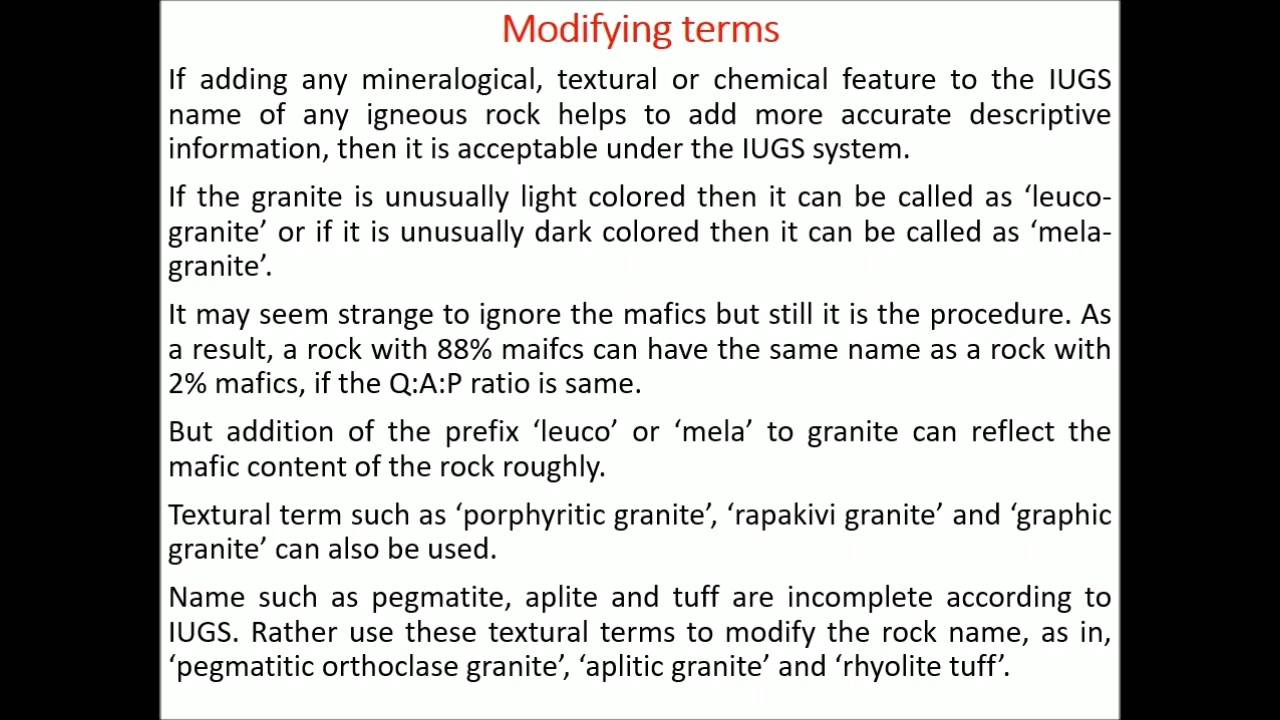 Modifying terms
If adding any mineralogical, textural or chemical feature to the IUGS
name of any igneous rock helps to add more accurate descriptive
information, then it is acceptable under the IUGS system.
If the granite is unusually light colored then it can be called as ‘leuco-
granite’ or if it is unusually dark colored then it can be called as ‘mela-
granite’.
It may seem strange to ignore the mafics but still it is the procedure. As
a result, a rock with 88% maifcs can have the same name as a rock with
2% mafics, if the Q:A:P ratio is same.
But addition of the prefix ‘leuco’ or ‘mela’ to granite can reflect the
mafic content of the rock roughly.
Textural term such as ‘porphyritic granite’, ‘rapakivi granite’ and ‘graphic
granite’ can also be used.
Name such as pegmatite, aplite and tuff are incomplete according to
IUGS. Rather use these textural terms to modify the rock name, as in,
‘pegmatitic orthoclase granite’, ‘aplitic granite’ and ‘rhyolite tuff’.